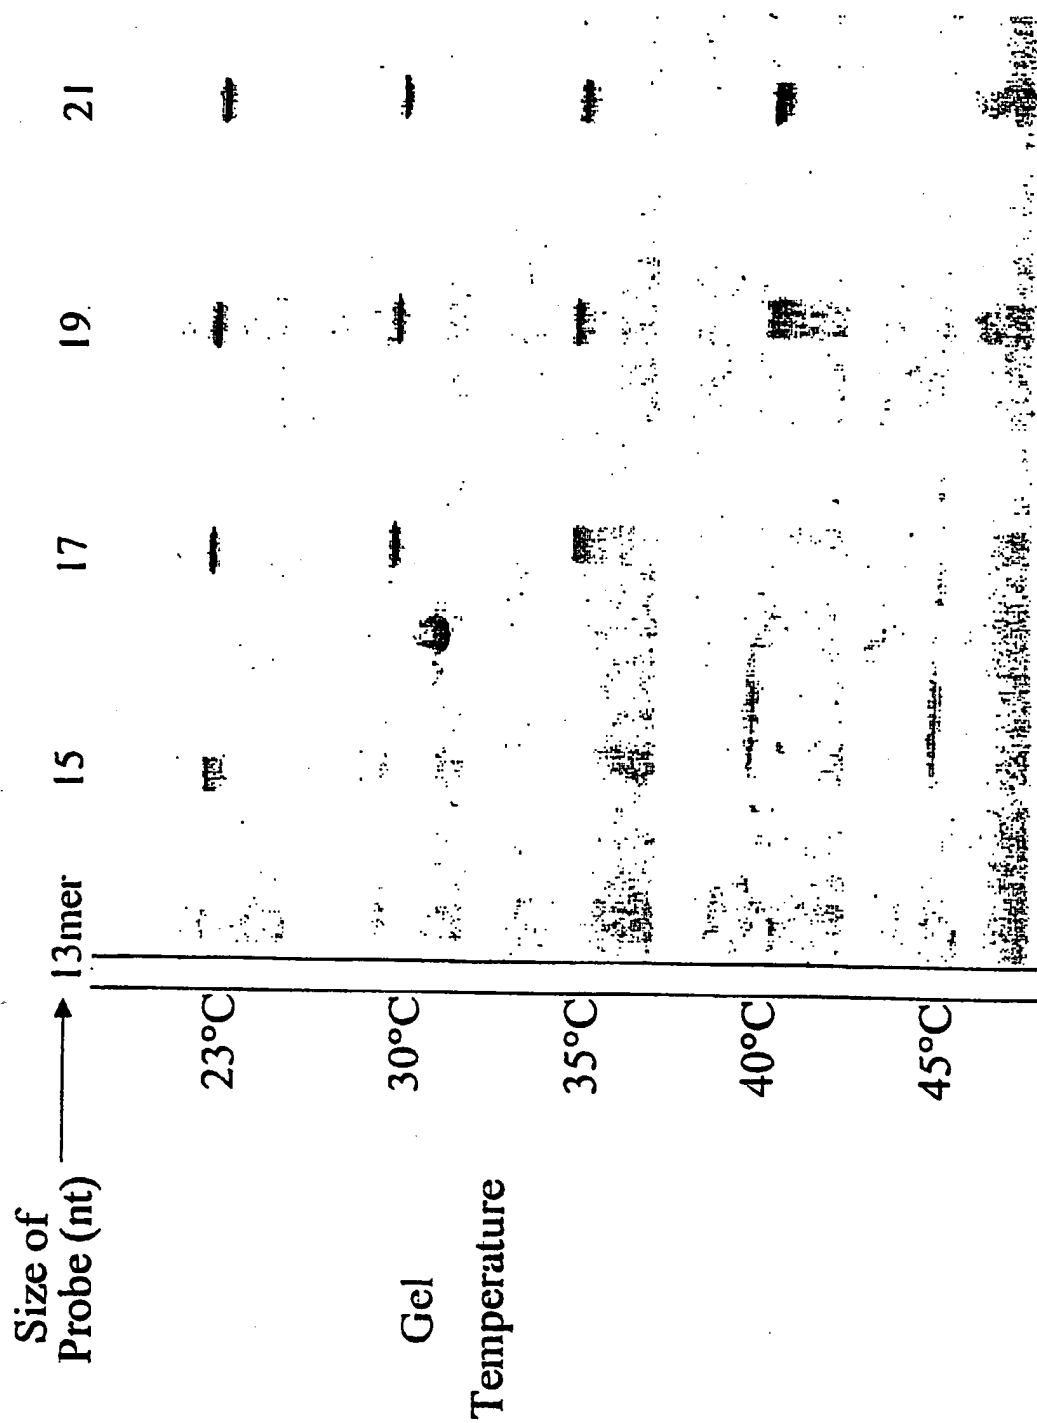 Size of
Probe (nt)
13mer 15 17 19 21
Gel
Temperature
23°C
30°C
35°C
40°C
45°C